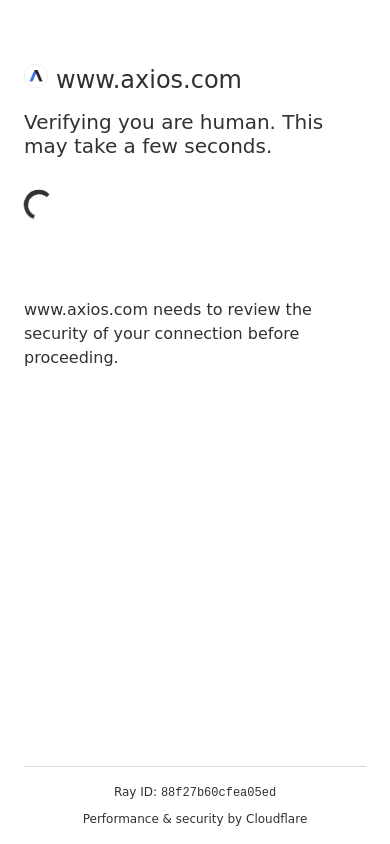 www.axios.com
Verifying you are human. This
may take a few seconds.
www.axios.com needs to review the
security of your connection before
proceeding.
Ray ID: 88f27b60cfea05ed
Performance & security by Cloudflare